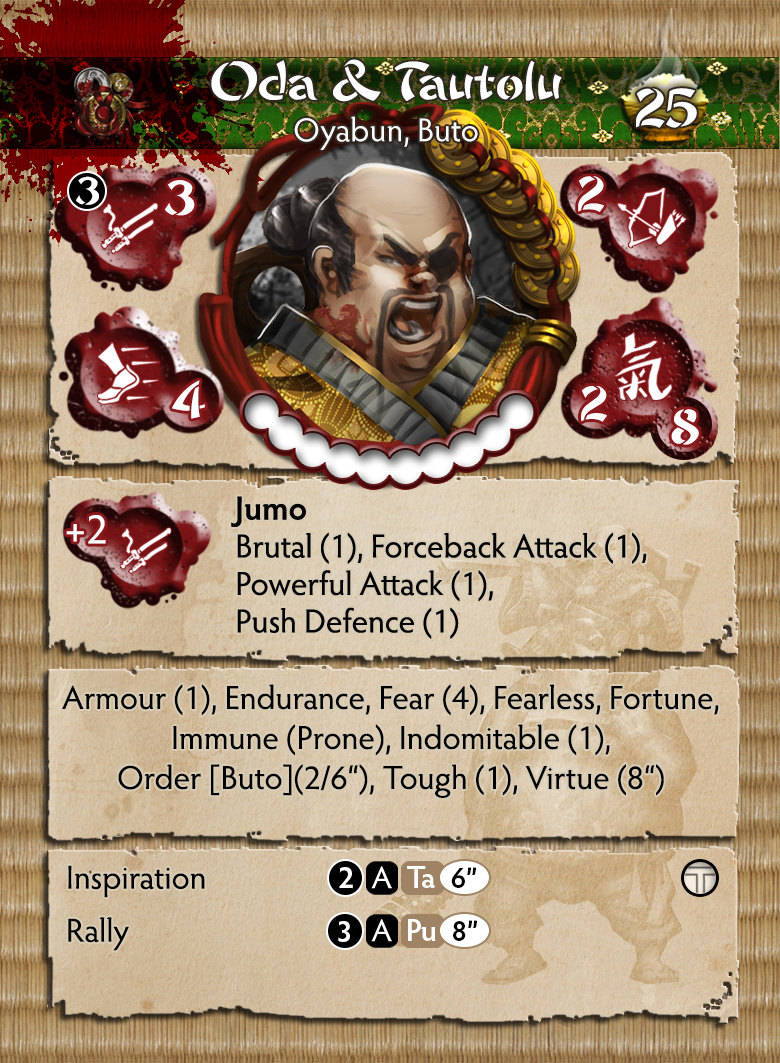 Oda & Tautolu
25
Oyabun, Buto
3 3
2
4
氣
2 8
+2
Jumo
Brutal (1), Forceback Attack (1),
Powerful Attack (1),
Push Defence (1)
Armour (1), Endurance, Fear (4), Fearless, Fortune,
Immune (Prone), Indomitable (1),
Order [Buto](2/6"), Tough (1), Virtue (8")
Inspiration 2 A Ta 6" T
Rally 3 A Pu 8"